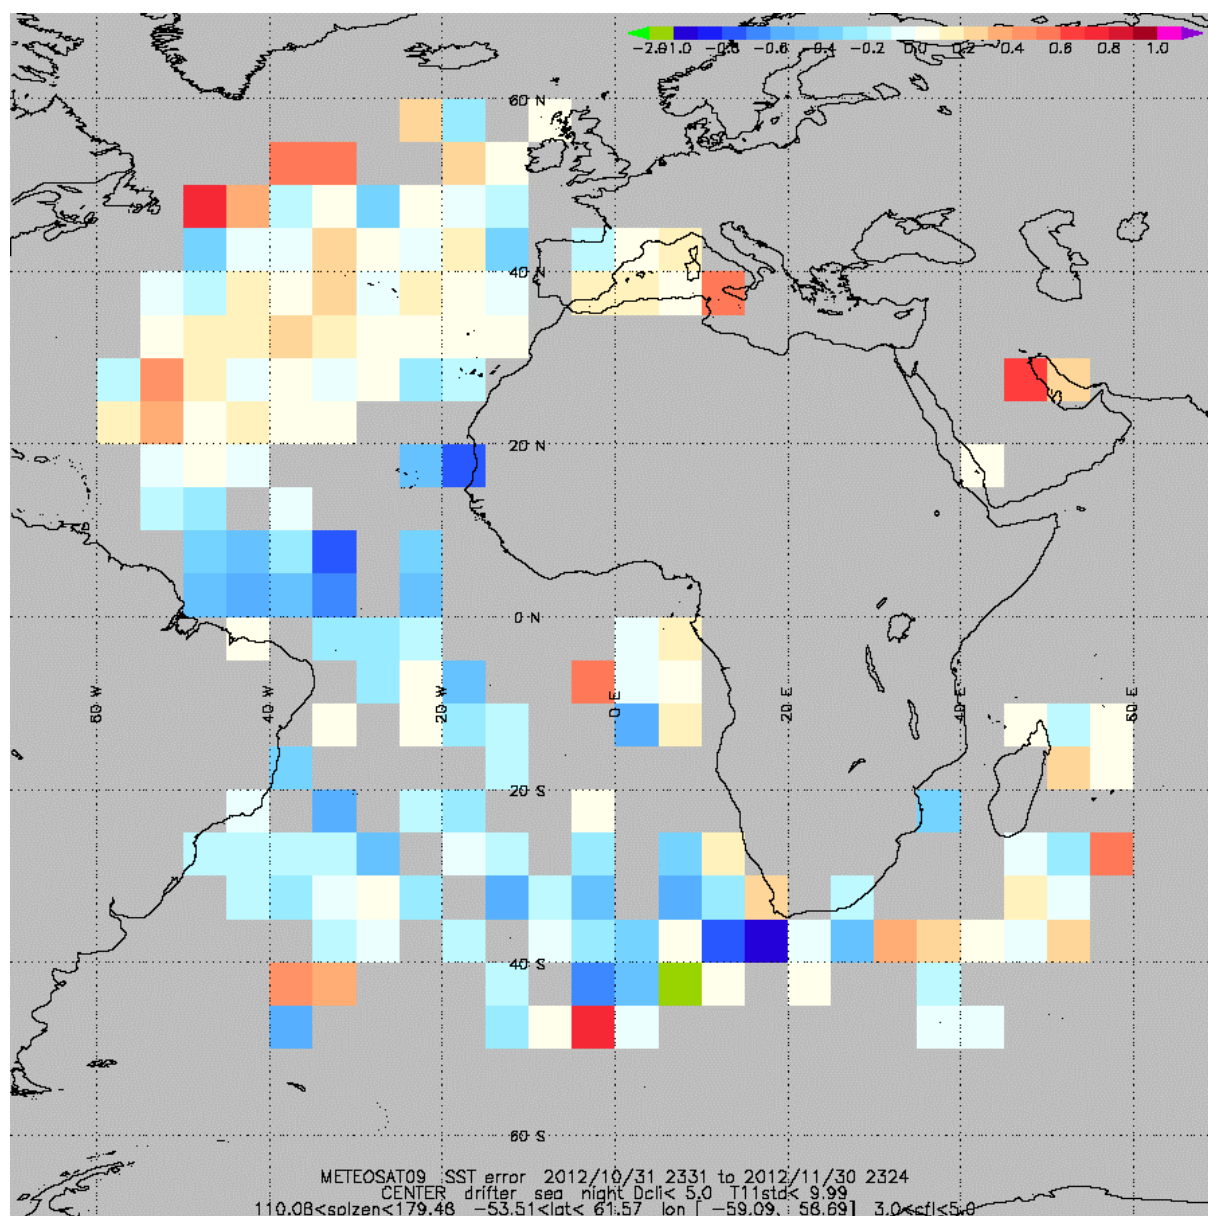 -2.0 -1.0 -0.8 -0.6 -0.4 -0.2 0.0 0.2 0.4 0.6 0.8 1.0
60 N
40 N
20 N
0 N
60 W 40 W 20 W 0 E 20 E 40 E 60 E
20 S
40 S
60 S
METEOSAT09 SST error 2012/10/31 2331 to 2012/11/30 2324
CENTER drifter sea night Dcli< 5.0 T11std< 9.99
110.08<solzen<179.46 -53.51<lat< 61.57 lon [ -59.09, 58.69] 3.0<cfl<5.0